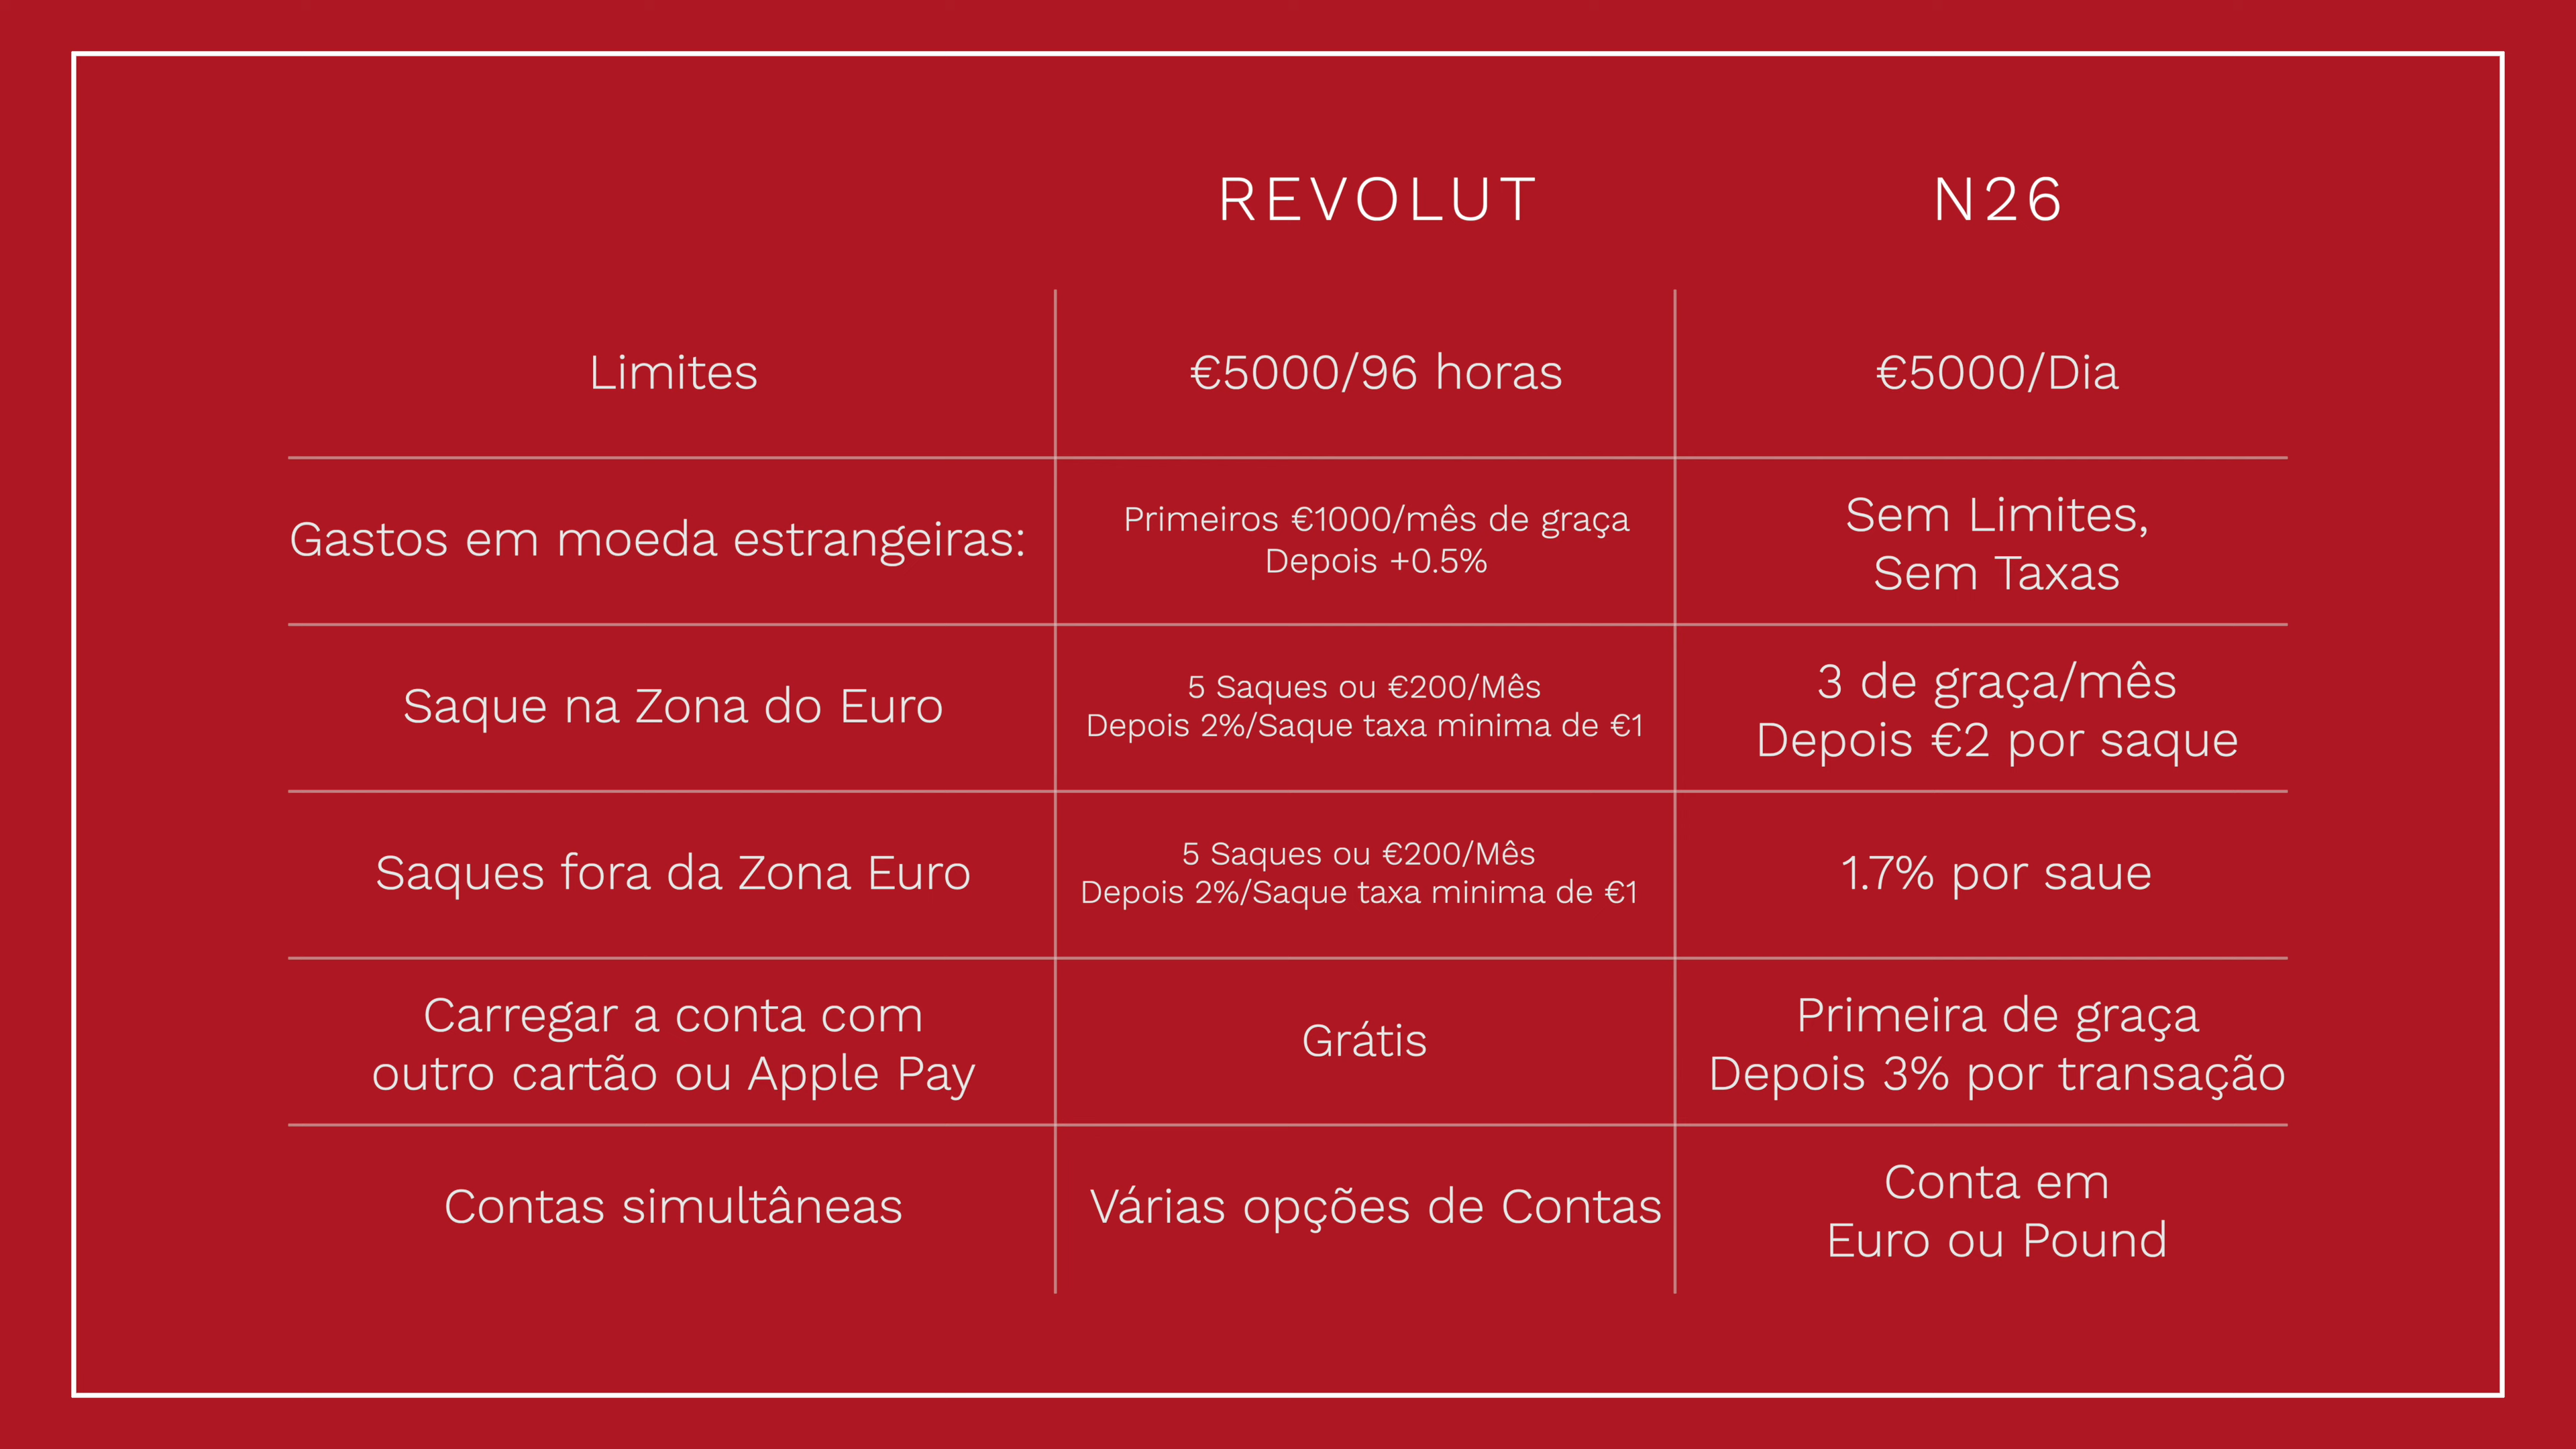 REVOLUT N26
Limites €5000/96 horas €5000/Dia
Gastos em moeda estrangeiras:
Primeiros €1000/mês de graça
Depois +0.5%
Sem Limites,
Sem Taxas
Saque na Zona do Euro
5 Saques ou €200/Mês
Depois 2%/Saque taxa minima de €1
3 de graça/mês
Depois €2 por saque
Saques fora da Zona Euro
5 Saques ou €200/Mês
Depois 2%/Saque taxa minima de €1
1.7% por saue
Carregar a conta com
outro cartão ou Apple Pay
Grátis
Primeira de graça
Depois 3% por transação
Contas simultâneas
Várias opções de Contas
Conta em
Euro ou Pound